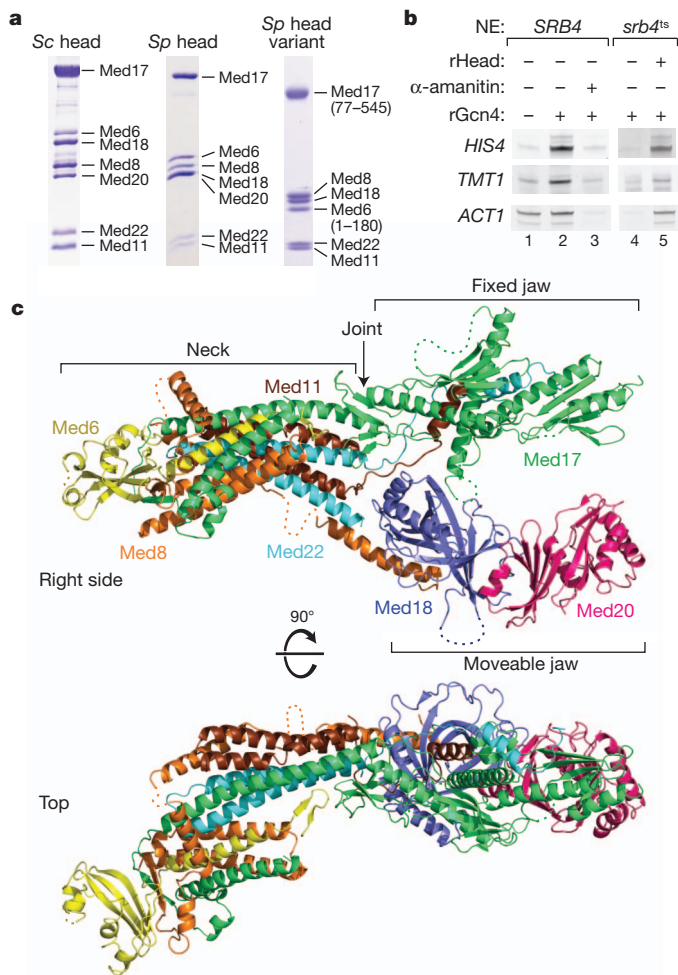 a
Sc head
Med17
Med6
Med18
Med8
Med20
Med22
Med11
Sp head
Med17
Med6
Med8
Med18
Med20
Med22
Med11
Sp head
variant
Med17
(77–545)
Med8
Med18
Med6
(1–180)
Med22
Med11
b
NE: SRB4 srb4ts
rHead: – – – – +
α-amanitin: – – + – –
rGcn4: – + + + +
HIS4
TMT1
ACT1
1 2 3 4 5
c
Fixed jaw
Joint
Neck
Med11
Med6
Med17
Med8
Med22
Med18
Med20
Right side
90°
Moveable jaw
Top